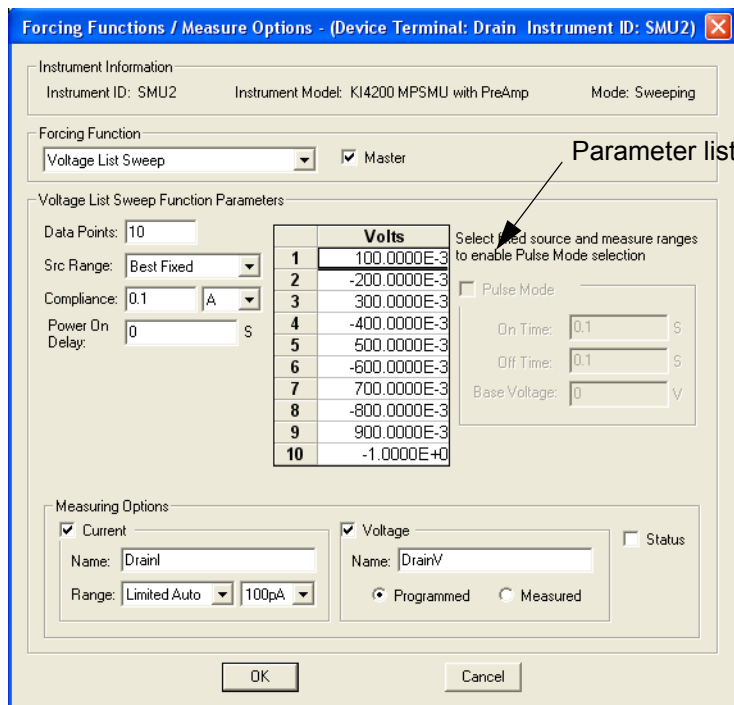 Forcing Functions / Measure Options - (Device Terminal: Drain Instrument ID: SMU2)
Instrument Information
Instrument ID: SMU2 Instrument Model: KI4200 MPSMU with PreAmp Mode: Sweeping
Forcing Function
Voltage List Sweep Master
Parameter list
Voltage List Sweep Function Parameters
Data Points: 10
Src Range: Best Fixed
Compliance: 0.1 A
Power On Delay: 0 S
Volts
1 100.0000E-3
2 -200.0000E-3
3 300.0000E-3
4 -400.0000E-3
5 500.0000E-3
6 -600.0000E-3
7 700.0000E-3
8 -800.0000E-3
9 900.0000E-3
10 -1.0000E+0
Select fixed source and measure ranges
to enable Pulse Mode selection
Pulse Mode
On Time: 0.1 S
Off Time: 0.1 S
Base Voltage: 0 V
Measuring Options
Current
Name: DrainI
Range: Limited Auto 100pA
Voltage
Name: DrainV
Programmed Measured
Status
OK Cancel